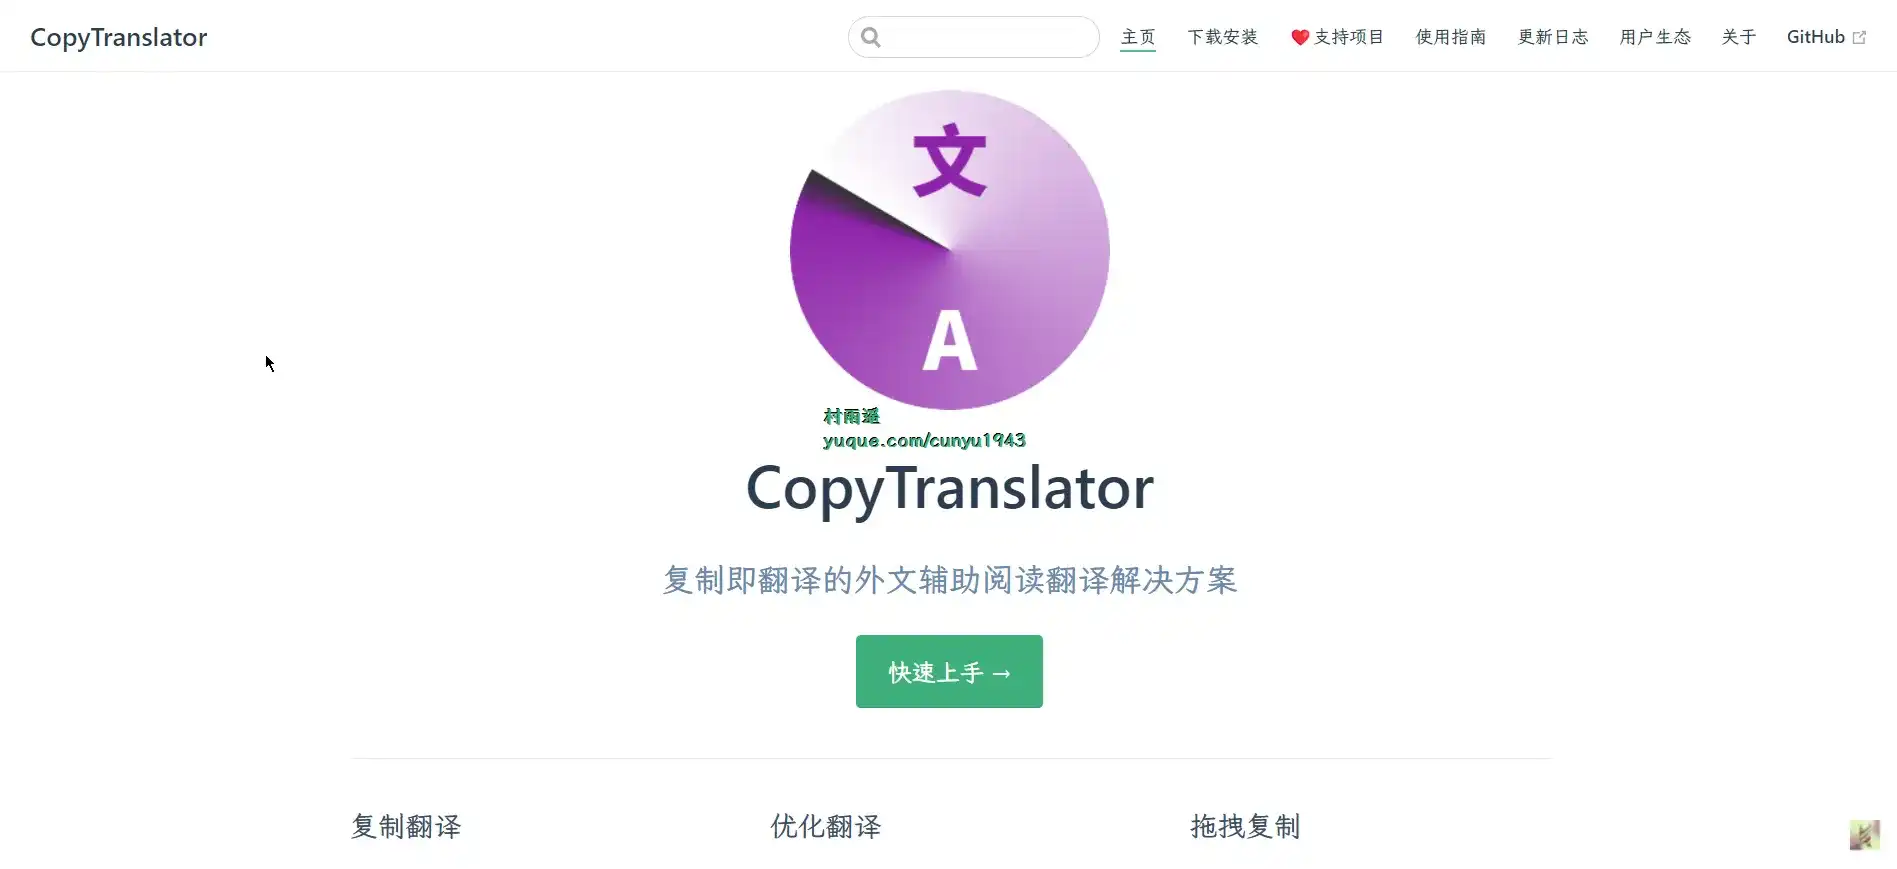 CopyTranslator
主页 下载安装 ❤️支持项目 使用指南 更新日志 用户生态 关于 GitHub
文
A
村雨遥
yuque.com/cunyu1943
CopyTranslator
复制即翻译的外文辅助阅读翻译解决方案
快速上手 →
复制翻译 优化翻译 拖拽复制